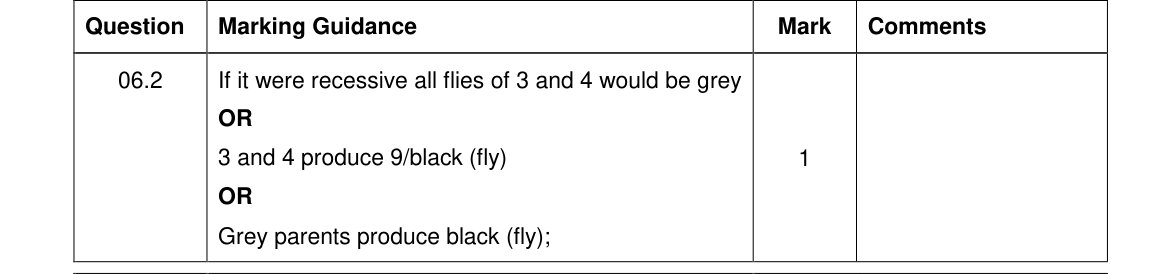 Question Marking Guidance Mark Comments
06.2 If it were recessive all flies of 3 and 4 would be grey
OR
3 and 4 produce 9/black (fly) 1
OR
Grey parents produce black (fly);